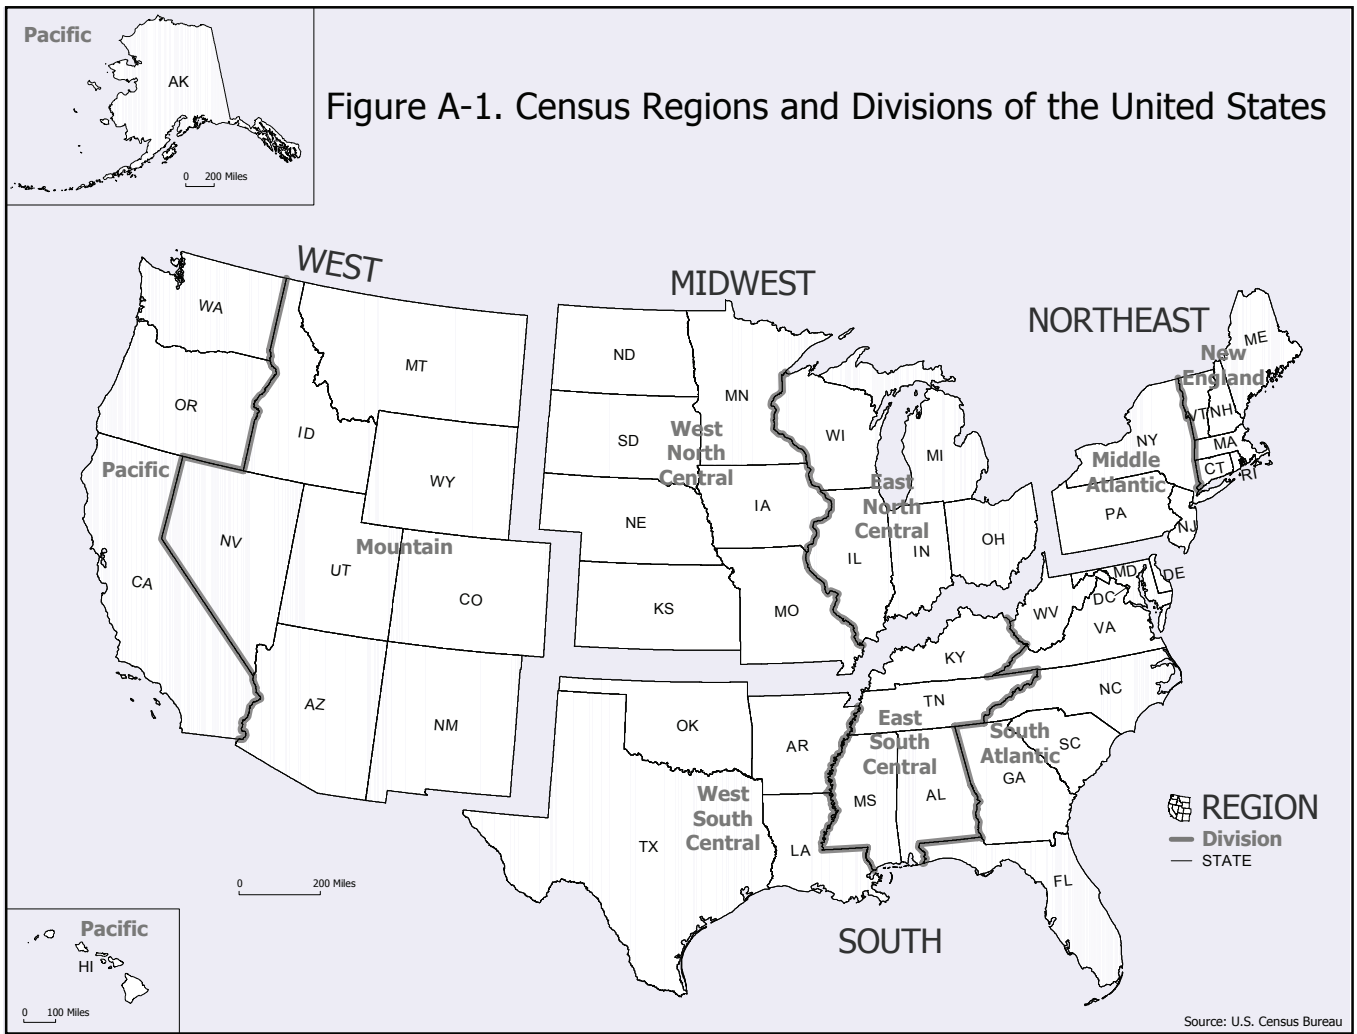 Pacific
AK
0 200 Miles
Figure A-1. Census Regions and Divisions of the United States
WEST
MIDWEST
NORTHEAST
WA
OR
CA
Pacific
NV
ID
MT
WY
UT
Mountain
CO
AZ
NM
ND
SD
NE
KS
MN
IA
MO
West
North
Central
WI
MI
IL
IN
OH
East
North
Central
New
England
ME
VT
NH
MA
CT
RI
NY
Middle
Atlantic
PA
NJ
OK
TX
AR
LA
West
South
Central
KY
TN
MS
AL
East
South
Central
WV
MD
DE
DC
VA
NC
SC
GA
FL
South
Atlantic
SOUTH
0 200 Miles
REGION
Division
STATE
Pacific
HI
0 100 Miles
Source: U.S. Census Bureau